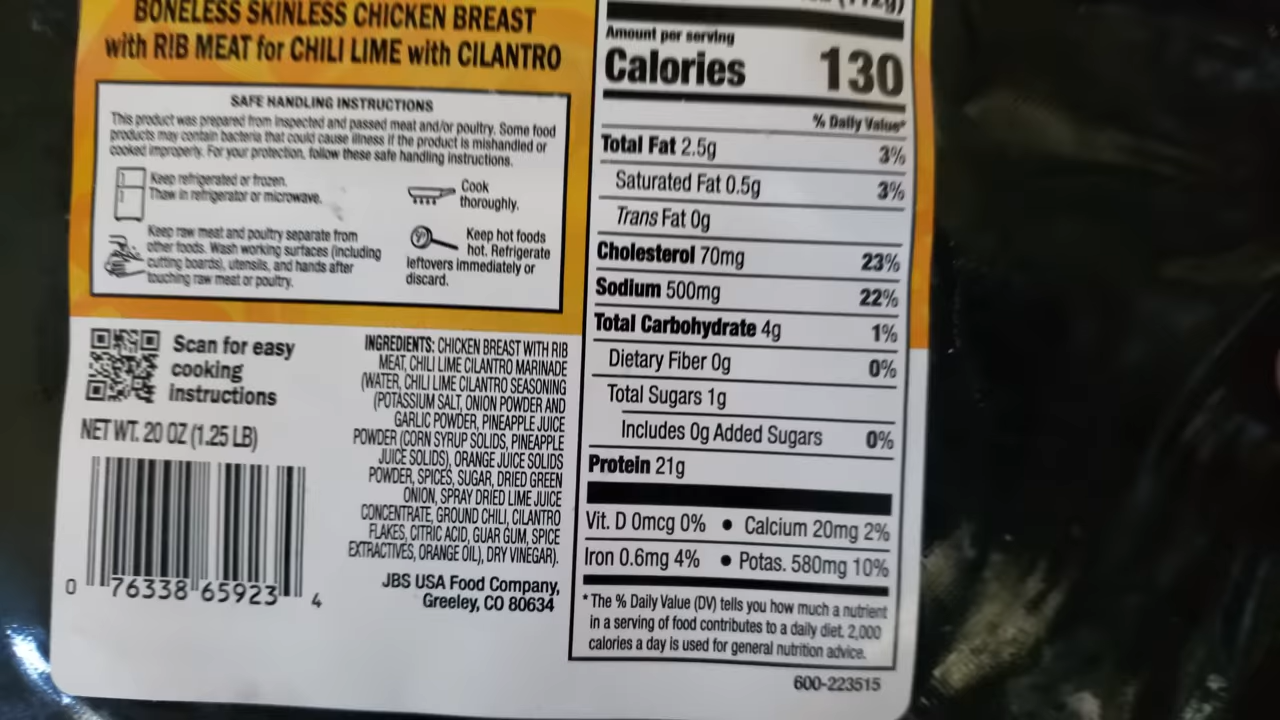 BONELESS SKINLESS CHICKEN BREAST
with RIB MEAT for CHILI LIME with CILANTRO
SAFE HANDLING INSTRUCTIONS
This product was prepared from inspected and passed meat and/or poultry. Some food
products may contain bacteria that could cause illness if the product is mishandled or
cooked improperly. For your protection, follow these safe handling instructions.
Keep refrigerated or frozen.
Thaw in refrigerator or microwave.
Cook
thoroughly.
Keep raw meat and poultry separate from
other foods. Wash working surfaces (including
cutting boards), utensils, and hands after
touching raw meat or poultry.
Keep hot foods
hot. Refrigerate
leftovers immediately or
discard.
Scan for easy
cooking
instructions
NET WT. 20 OZ (1.25 LB)
0 76338 65923 4
INGREDIENTS: CHICKEN BREAST WITH RIB
MEAT, CHILI LIME CILANTRO MARINADE
(WATER, CHILI LIME CILANTRO SEASONING
(POTASSIUM SALT, ONION POWDER AND
GARLIC POWDER, PINEAPPLE JUICE
POWDER (CORN SYRUP SOLIDS, PINEAPPLE
JUICE SOLIDS), ORANGE JUICE SOLIDS
POWDER, SPICES, SUGAR, DRIED GREEN
ONION, SPRAY DRIED LIME JUICE
CONCENTRATE, GROUND CHILI, CILANTRO
FLAKES, CITRIC ACID, GUAR GUM, SPICE
EXTRACTIVES, ORANGE OIL), DRY VINEGAR).
JBS USA Food Company,
Greeley, CO 80634
(112g)
Amount per serving
Calories 130
% Daily Value*
Total Fat 2.5g 3%
Saturated Fat 0.5g 3%
Trans Fat 0g
Cholesterol 70mg 23%
Sodium 500mg 22%
Total Carbohydrate 4g 1%
Dietary Fiber 0g 0%
Total Sugars 1g
Includes 0g Added Sugars 0%
Protein 21g
Vit. D 0mcg 0% • Calcium 20mg 2%
Iron 0.6mg 4% • Potas. 580mg 10%
* The % Daily Value (DV) tells you how much a nutrient
in a serving of food contributes to a daily diet. 2,000
calories a day is used for general nutrition advice.
600-223515